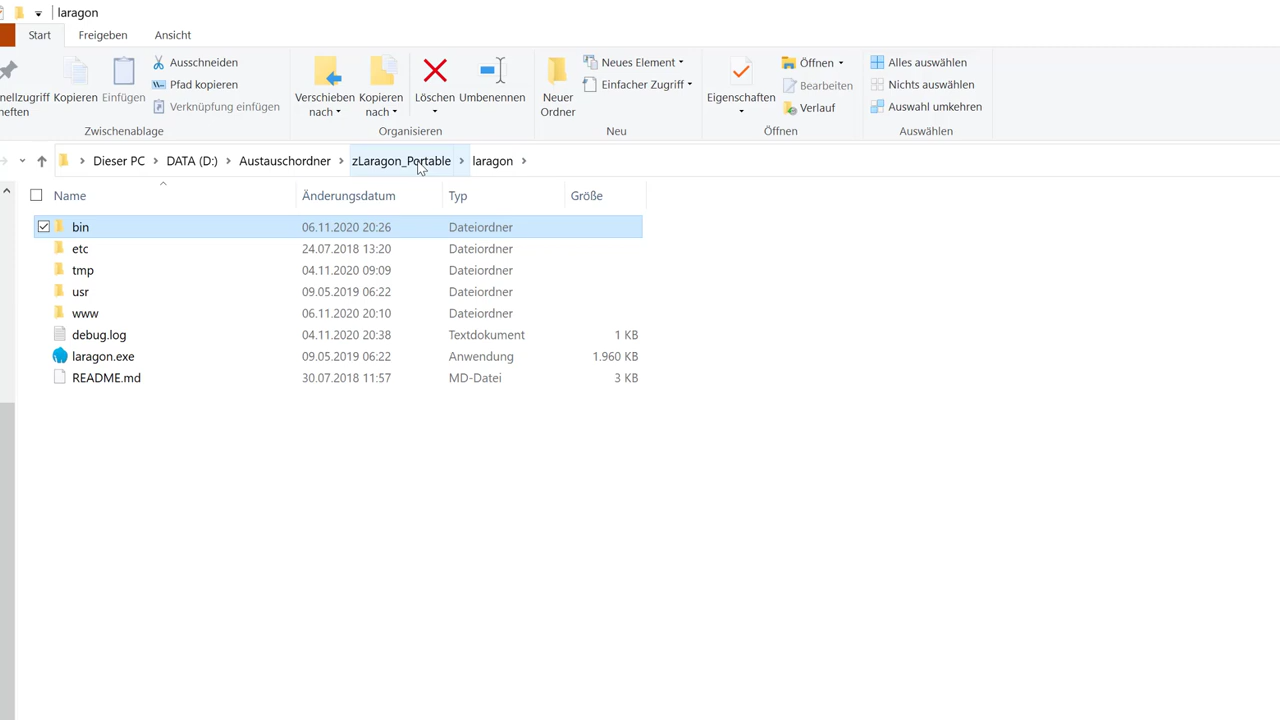 laragon
Start Freigeben Ansicht
Ausschneiden
Pfad kopieren
Verknüpfung einfügen
nellzugriff
heften
Kopieren
Einfügen
Zwischenablage
Verschieben
nach
Kopieren
nach
Löschen
Umbenennen
Organisieren
Neuer
Ordner
Neues Element
Einfacher Zugriff
Neu
Eigenschaften
Öffnen
Bearbeiten
Verlauf
Öffnen
Alles auswählen
Nichts auswählen
Auswahl umkehren
Auswählen
Dieser PC > DATA (D:) > Austauschordner > zLaragon_Portable > laragon >
Name Änderungsdatum Typ Größe
bin 06.11.2020 20:26 Dateiordner
etc 24.07.2018 13:20 Dateiordner
tmp 04.11.2020 09:09 Dateiordner
usr 09.05.2019 06:22 Dateiordner
www 06.11.2020 20:10 Dateiordner
debug.log 04.11.2020 20:38 Textdokument 1 KB
laragon.exe 09.05.2019 06:22 Anwendung 1.960 KB
README.md 30.07.2018 11:57 MD-Datei 3 KB